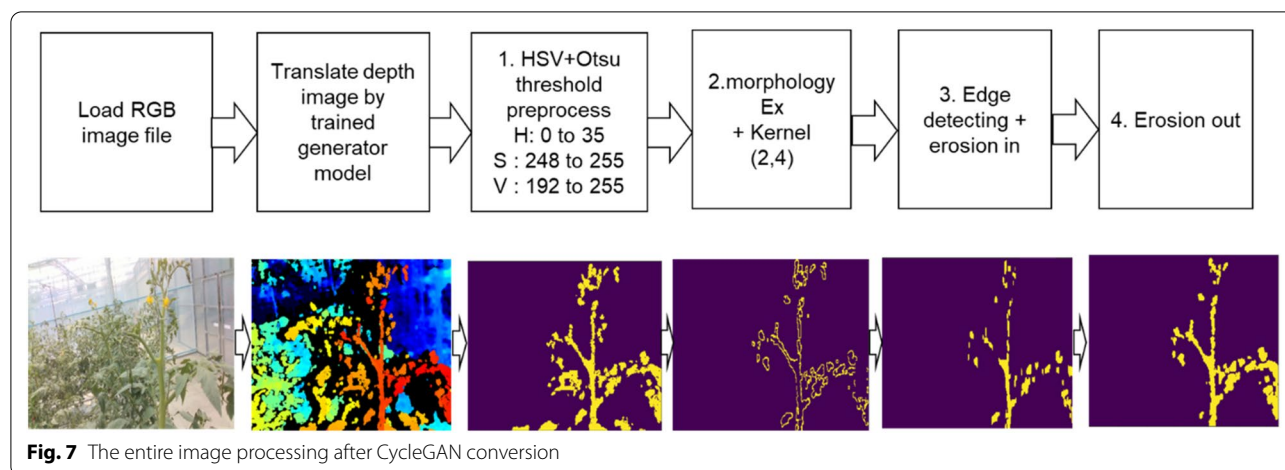 Load RGB
image file
Translate depth
image by
trained
generator
model
1. HSV+Otsu
threshold
preprocess
H: 0 to 35
S : 248 to 255
V : 192 to 255
2.morphology
Ex
+ Kernel
(2,4)
3. Edge
detecting +
erosion in
4. Erosion out
Fig. 7 The entire image processing after CycleGAN conversion